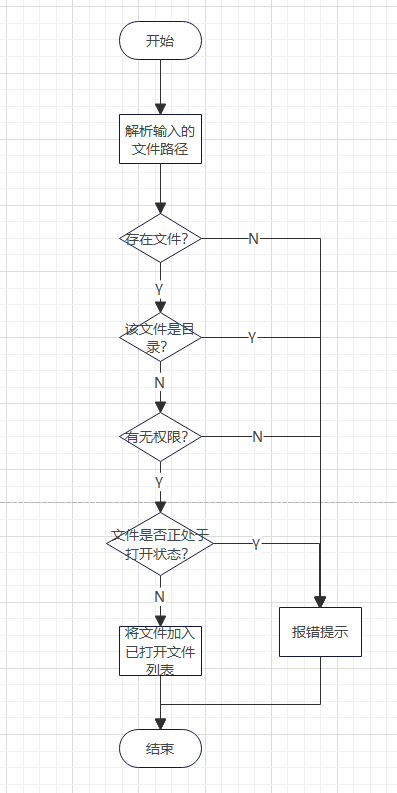 开始
解析输入的
文件路径
存在文件?
N
Y
该文件是目
录?
Y
N
有无权限?
N
Y
文件是否正处于
打开状态?
Y
N
将文件加入
已打开文件
列表
报错提示
结束